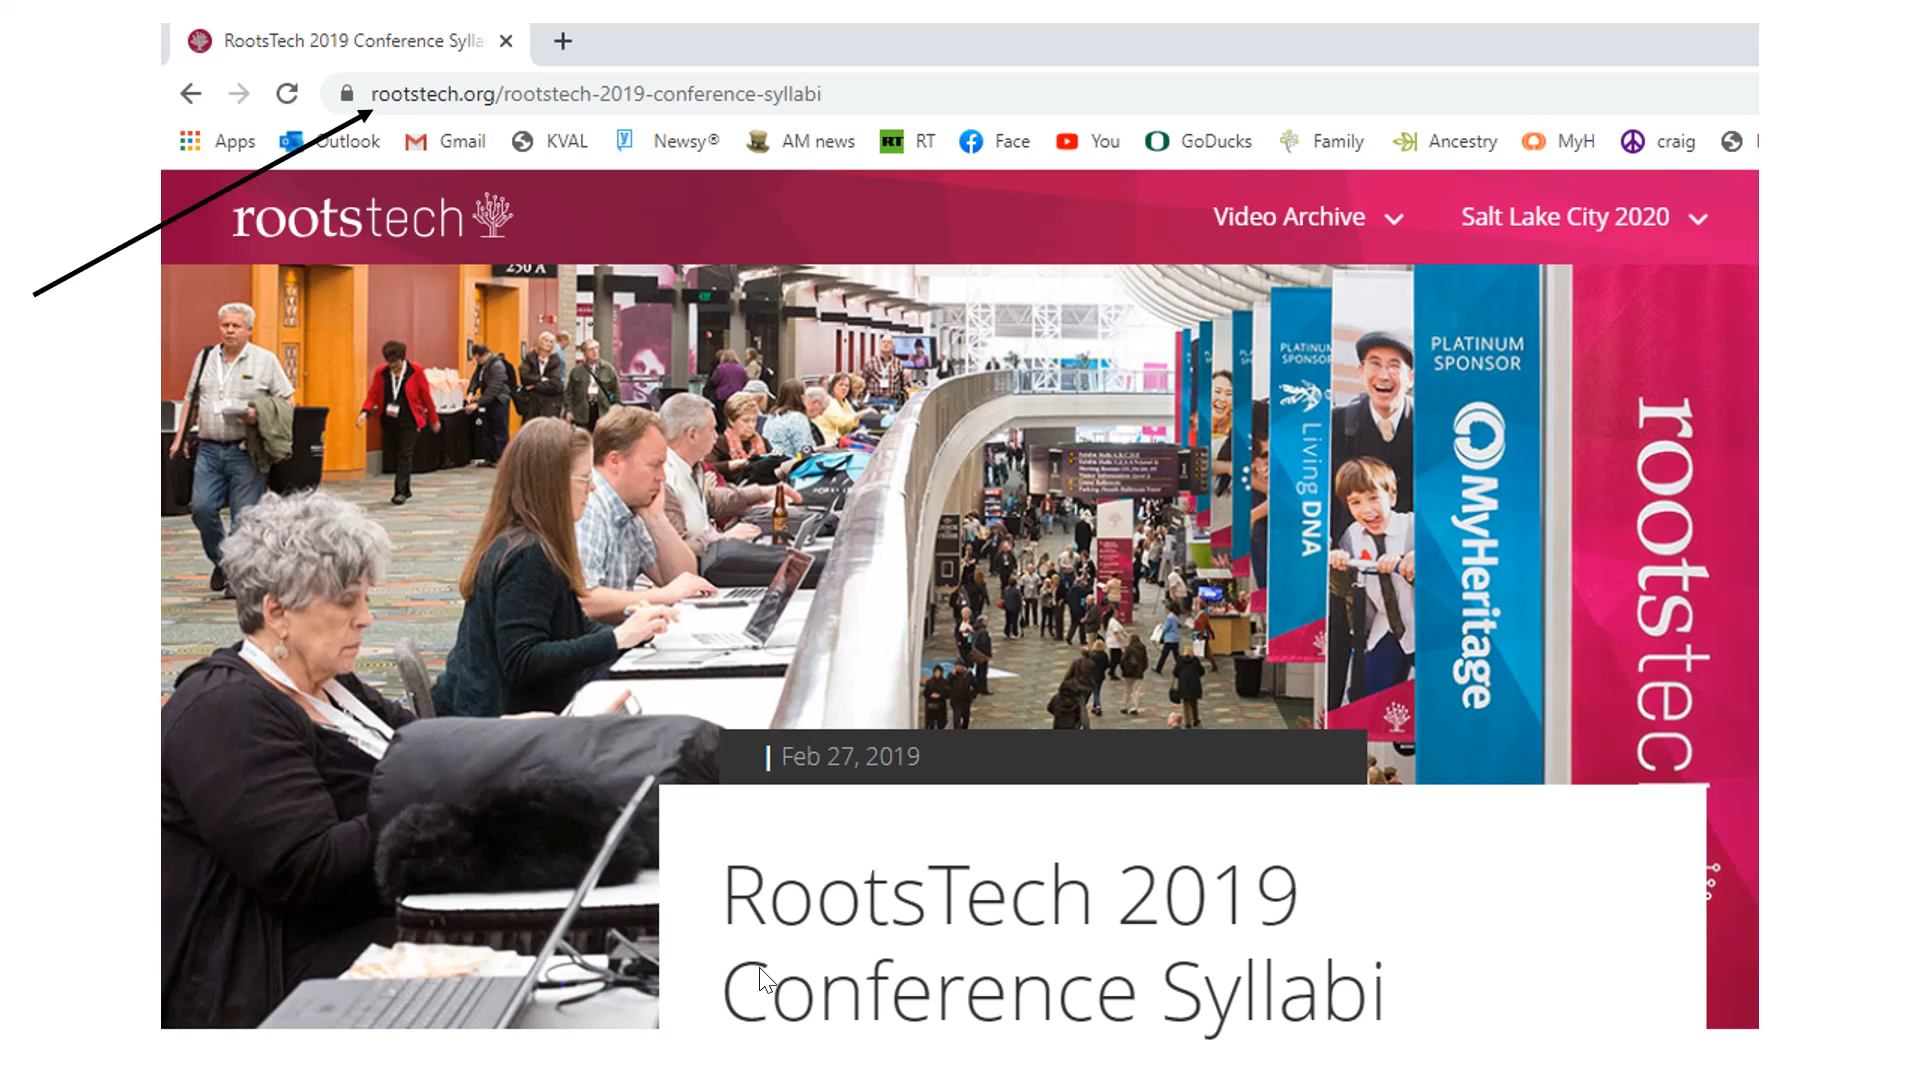 RootsTech 2019 Conference Sylla
rootstech.org/rootstech-2019-conference-syllabi
Apps Outlook Gmail KVAL Newsy® AM news RT RT Face You GoDucks Family Ancestry MyH craig
rootstech
Video Archive
Salt Lake City 2020
250 A
PLATINUM
SPONSOR
Living DNA
PLATINUM
SPONSOR
MyHeritage
rootstec
Feb 27, 2019
RootsTech 2019
Conference Syllabi